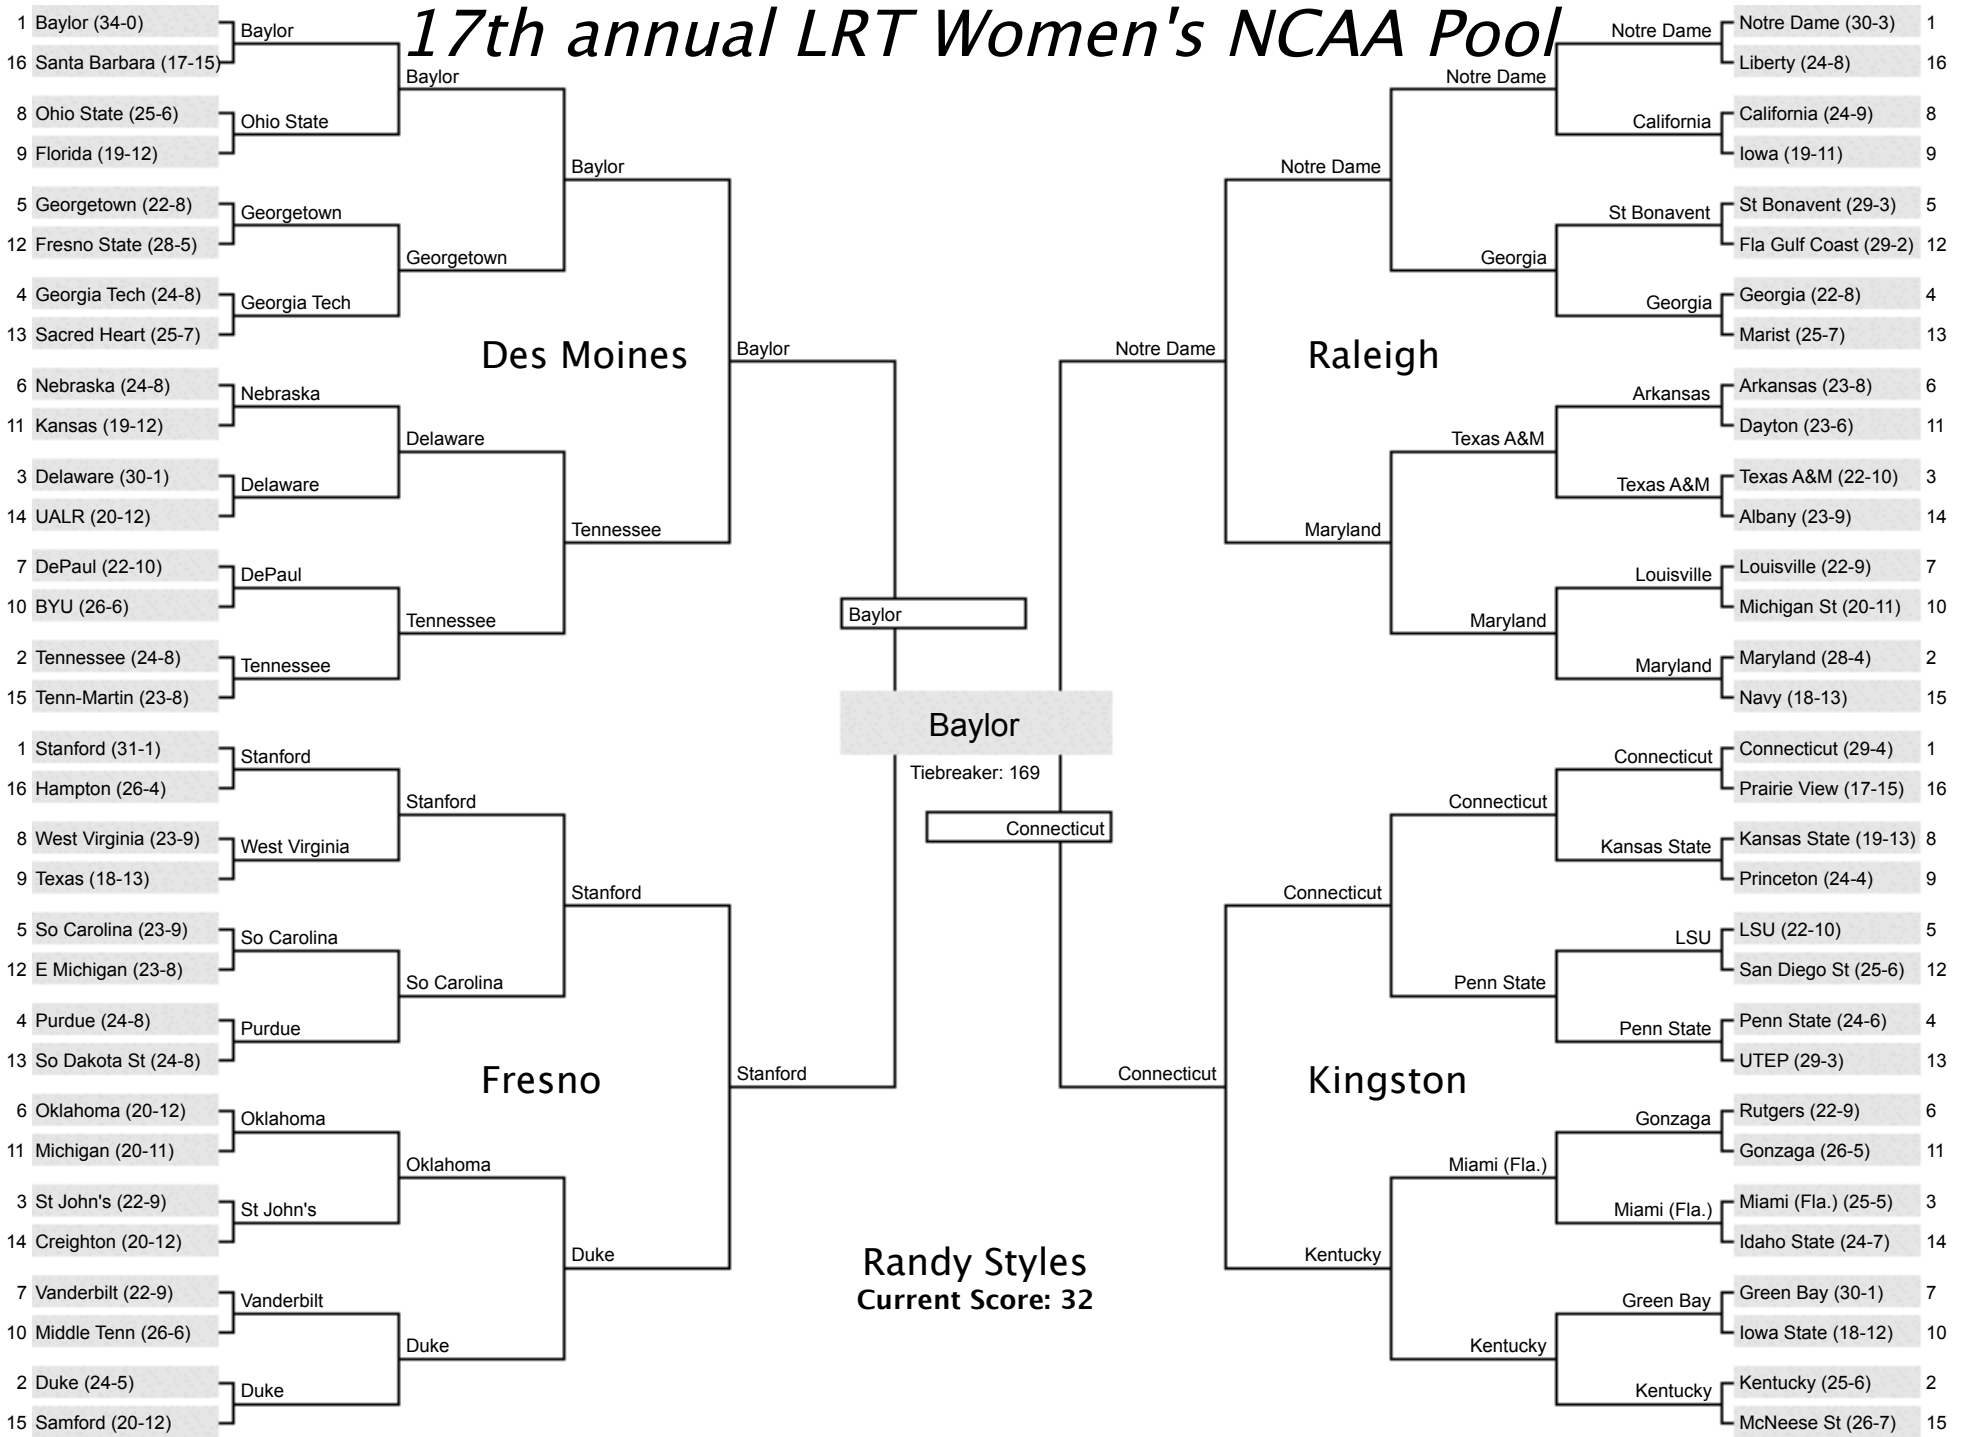 17th annual LRT Women's NCAA Pool
1 Baylor (34-0)
16 Santa Barbara (17-15)
8 Ohio State (25-6)
9 Florida (19-12)
5 Georgetown (22-8)
12 Fresno State (28-5)
4 Georgia Tech (24-8)
13 Sacred Heart (25-7)
6 Nebraska (24-8)
11 Kansas (19-12)
3 Delaware (30-1)
14 UALR (20-12)
7 DePaul (22-10)
10 BYU (26-6)
2 Tennessee (24-8)
15 Tenn-Martin (23-8)
Baylor
Ohio State
Georgetown
Georgia Tech
Nebraska
Delaware
DePaul
Tennessee
Baylor
Georgetown
Delaware
Tennessee
Baylor
Tennessee
Des Moines
Baylor
1 Stanford (31-1)
16 Hampton (26-4)
8 West Virginia (23-9)
9 Texas (18-13)
5 So Carolina (23-9)
12 E Michigan (23-8)
4 Purdue (24-8)
13 So Dakota St (24-8)
6 Oklahoma (20-12)
11 Michigan (20-11)
3 St John's (22-9)
14 Creighton (20-12)
7 Vanderbilt (22-9)
10 Middle Tenn (26-6)
2 Duke (24-5)
15 Samford (20-12)
Stanford
West Virginia
So Carolina
Purdue
Oklahoma
St John's
Vanderbilt
Duke
Stanford
So Carolina
Oklahoma
Duke
Stanford
Duke
Fresno
Stanford
Baylor
Baylor
Tiebreaker: 169
Connecticut
Randy Styles
Current Score: 32
Notre Dame
Raleigh
Notre Dame
Maryland
Notre Dame
Georgia
Texas A&M
Maryland
Notre Dame
California
St Bonavent
Georgia
Arkansas
Texas A&M
Louisville
Maryland
Notre Dame (30-3) 1
Liberty (24-8) 16
California (24-9) 8
Iowa (19-11) 9
St Bonavent (29-3) 5
Fla Gulf Coast (29-2) 12
Georgia (22-8) 4
Marist (25-7) 13
Arkansas (23-8) 6
Dayton (23-6) 11
Texas A&M (22-10) 3
Albany (23-9) 14
Louisville (22-9) 7
Michigan St (20-11) 10
Maryland (28-4) 2
Navy (18-13) 15
Connecticut
Kingston
Connecticut
Kentucky
Connecticut
Penn State
Miami (Fla.)
Kentucky
Connecticut
Kansas State
LSU
Penn State
Gonzaga
Miami (Fla.)
Green Bay
Kentucky
Connecticut (29-4) 1
Prairie View (17-15) 16
Kansas State (19-13) 8
Princeton (24-4) 9
LSU (22-10) 5
San Diego St (25-6) 12
Penn State (24-6) 4
UTEP (29-3) 13
Rutgers (22-9) 6
Gonzaga (26-5) 11
Miami (Fla.) (25-5) 3
Idaho State (24-7) 14
Green Bay (30-1) 7
Iowa State (18-12) 10
Kentucky (25-6) 2
McNeese St (26-7) 15